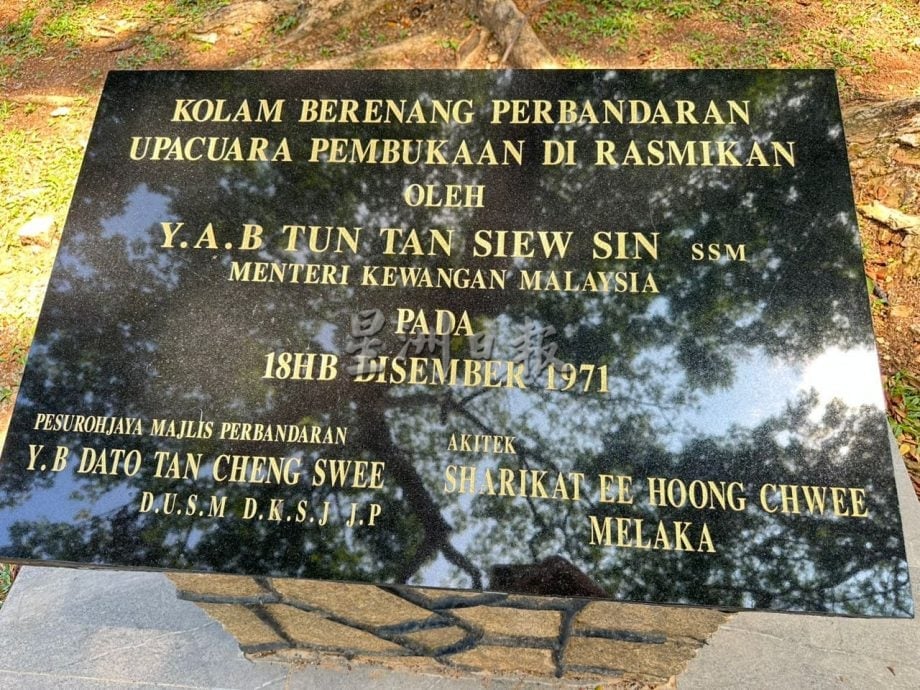 KOLAM BERENANG PERBANDARAN
UPACUARA PEMBUKAAN DI RASMIKAN
OLEH
Y.A.B TUN TAN SIEW SIN SSM
MENTERI KEWANGAN MALAYSIA
PADA
18HB DISEMBER 1971
星洲日報
PESUROHJAYA MAJLIS PERBANDARAN
Y.B DATO TAN CHENG SWEE
D.U.S.M D.K.S.J J.P
AKITEK
SHARIKAT EE HOONG CHWEE
MELAKA